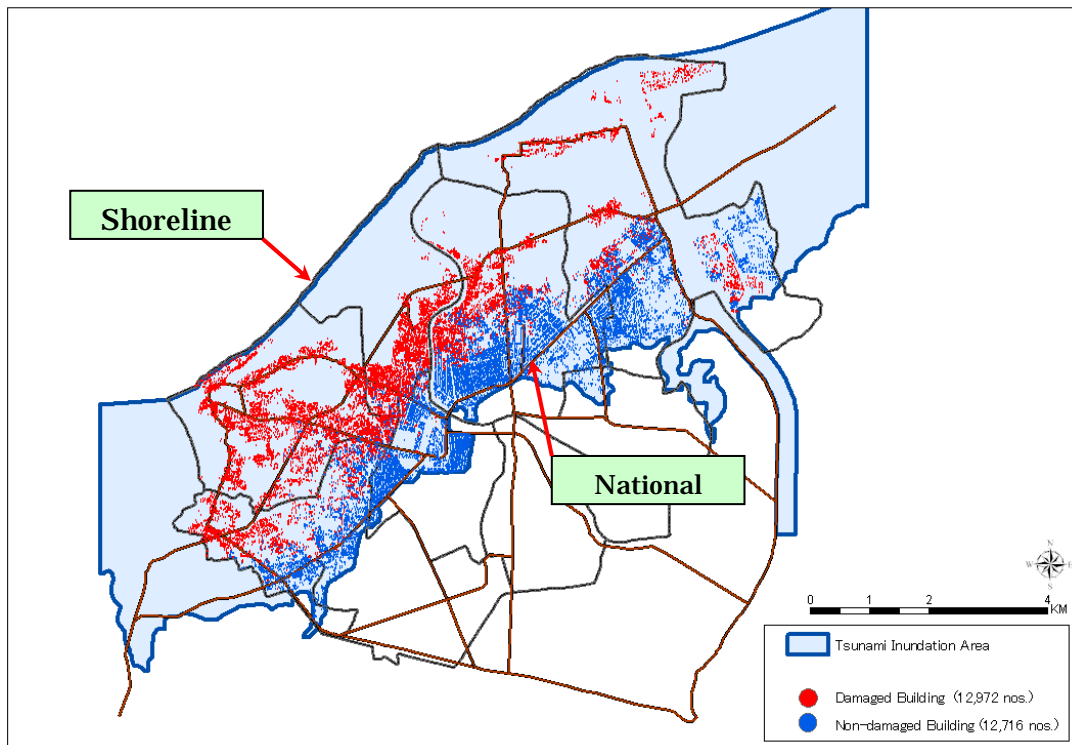 Shoreline
National
N
W E
S
0 1 2 4
KM
Tsunami Inundation Area
Damaged Building (12,972 nos.)
Non-damaged Building (12,716 nos.)